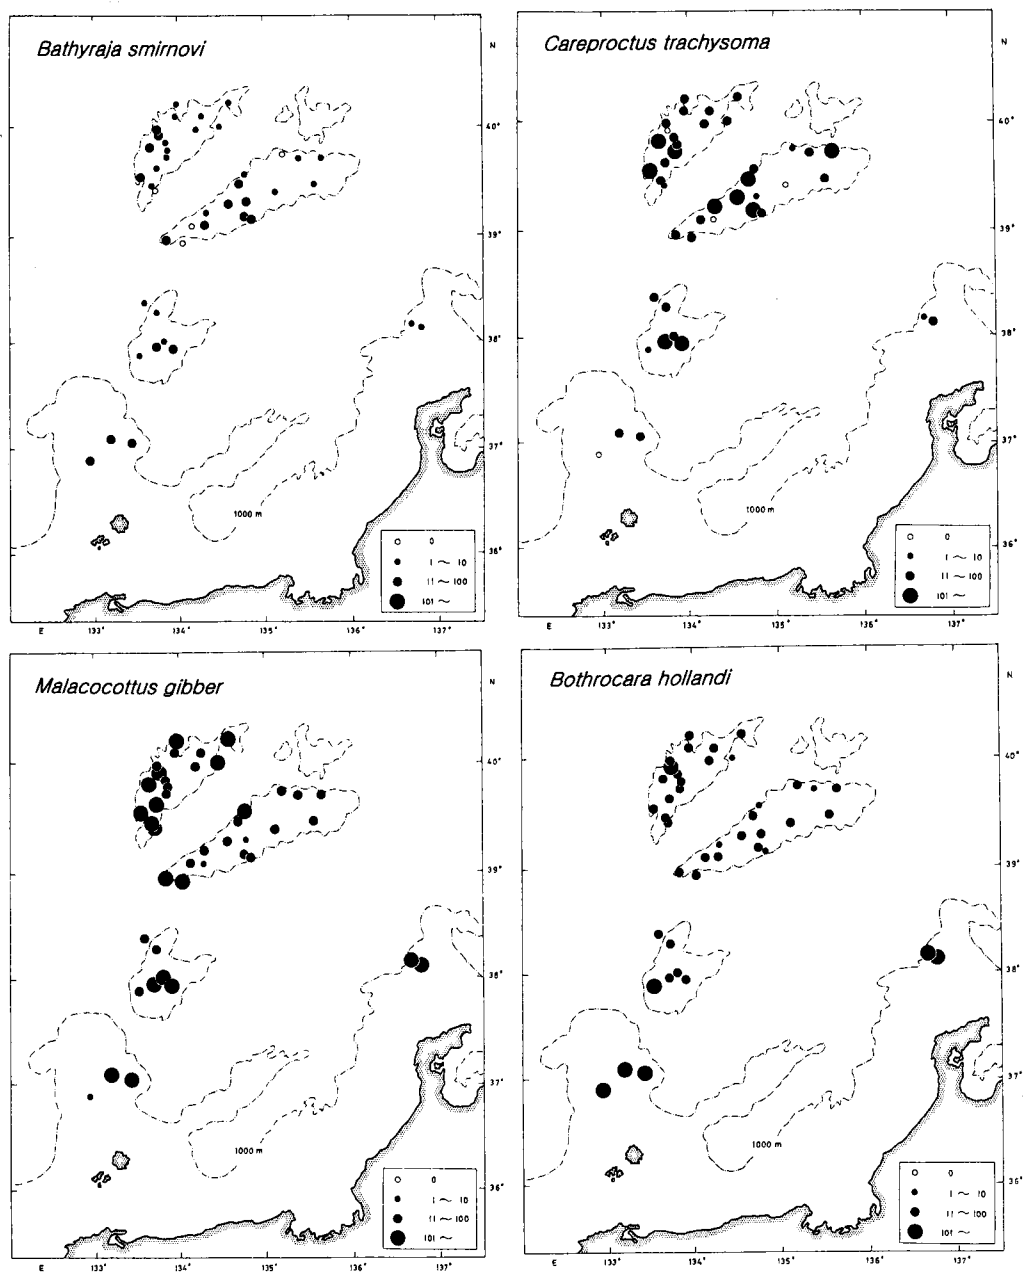 Bathyraja smirnovi
N
40°
39°
38°
37°
36°
1000 m
0
1 ~ 10
11 ~ 100
101 ~
E 133° 134° 135° 136° 137°
Careproctus trachysoma
N
40°
39°
38°
37°
36°
1000 m
0
1 ~ 10
11 ~ 100
101 ~
E 133° 134° 135° 136° 137°
Malacocottus gibber
N
40°
39°
38°
37°
36°
1000 m
0
1 ~ 10
11 ~ 100
101 ~
E 133° 134° 135° 136° 137°
Bothrocara hollandi
N
40°
39°
38°
37°
36°
1000 m
0
1 ~ 10
11 ~ 100
101 ~
E 133° 134° 135° 136° 137°